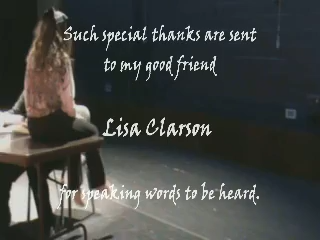 Such special thanks are sent
to my good friend
Lisa Clarson
for speaking words to be heard.